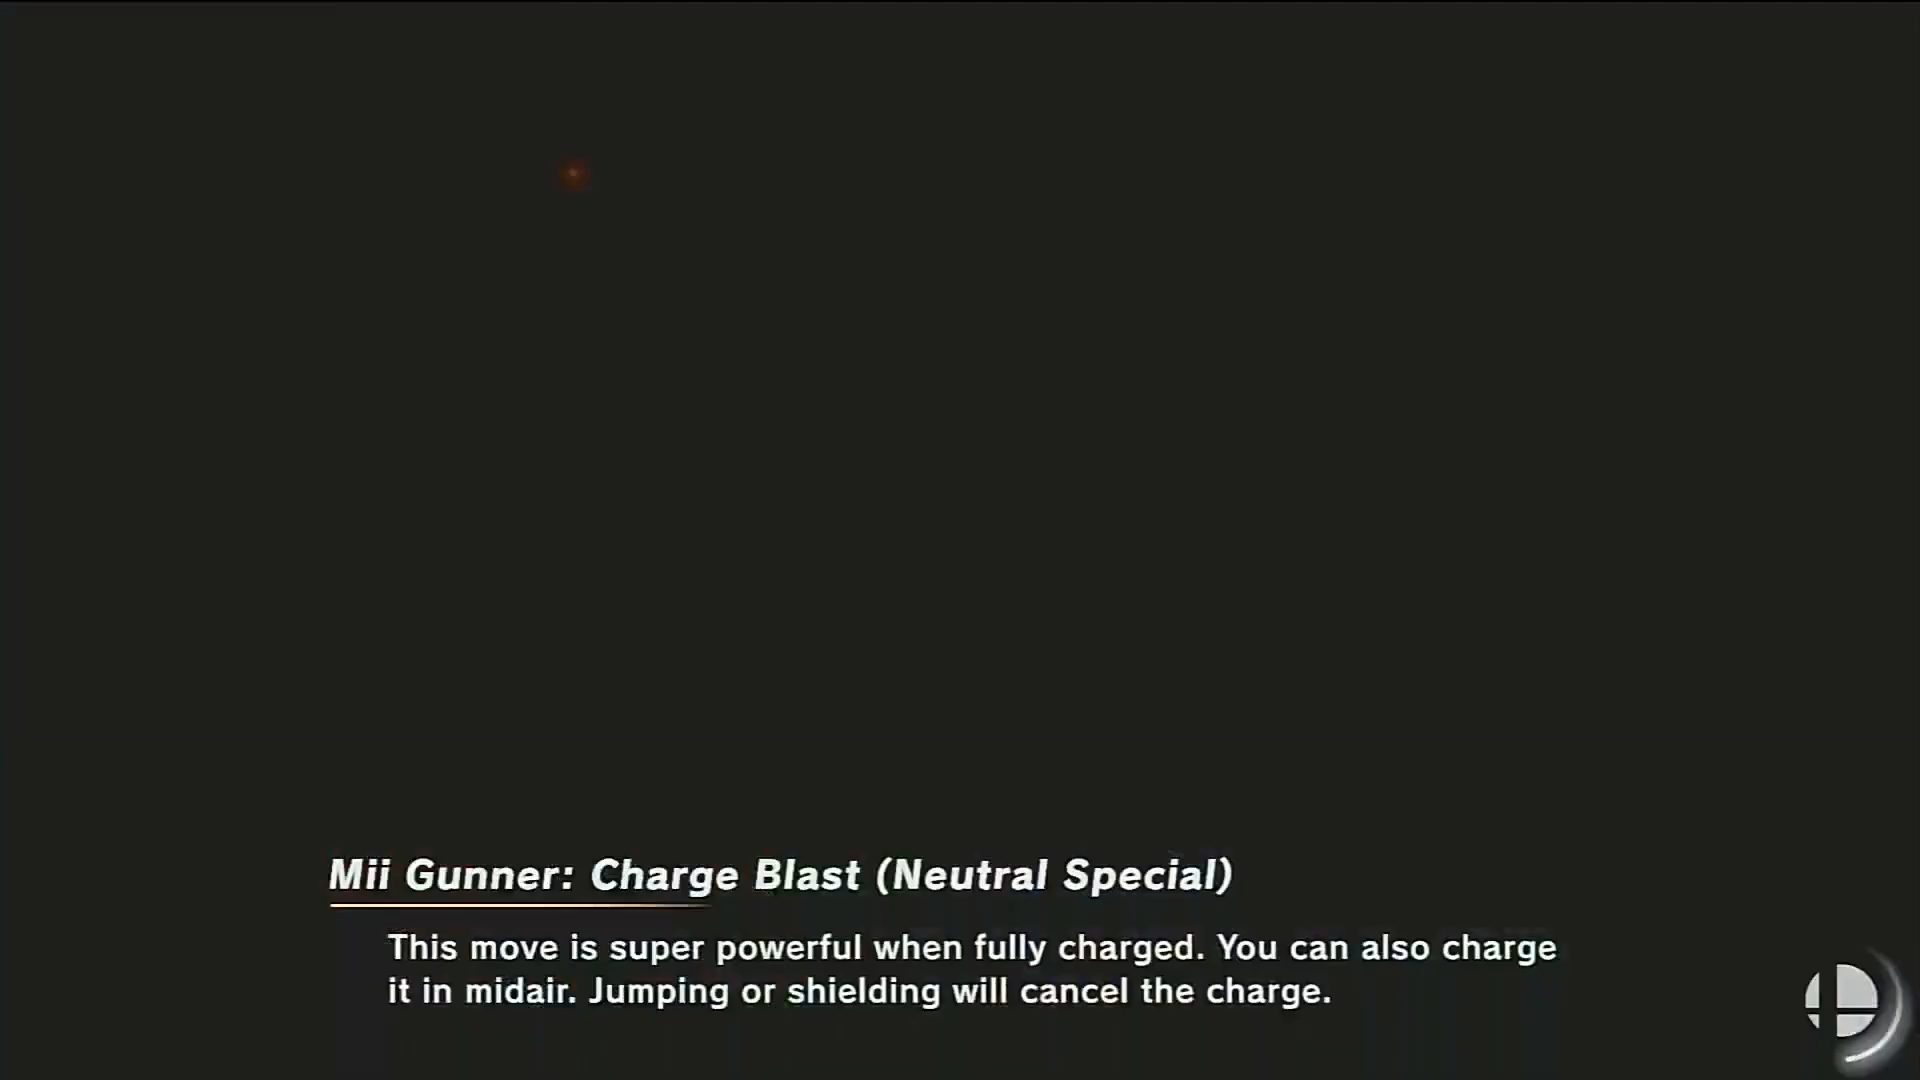 Mii Gunner: Charge Blast (Neutral Special)
This move is super powerful when fully charged. You can also charge
it in midair. Jumping or shielding will cancel the charge.